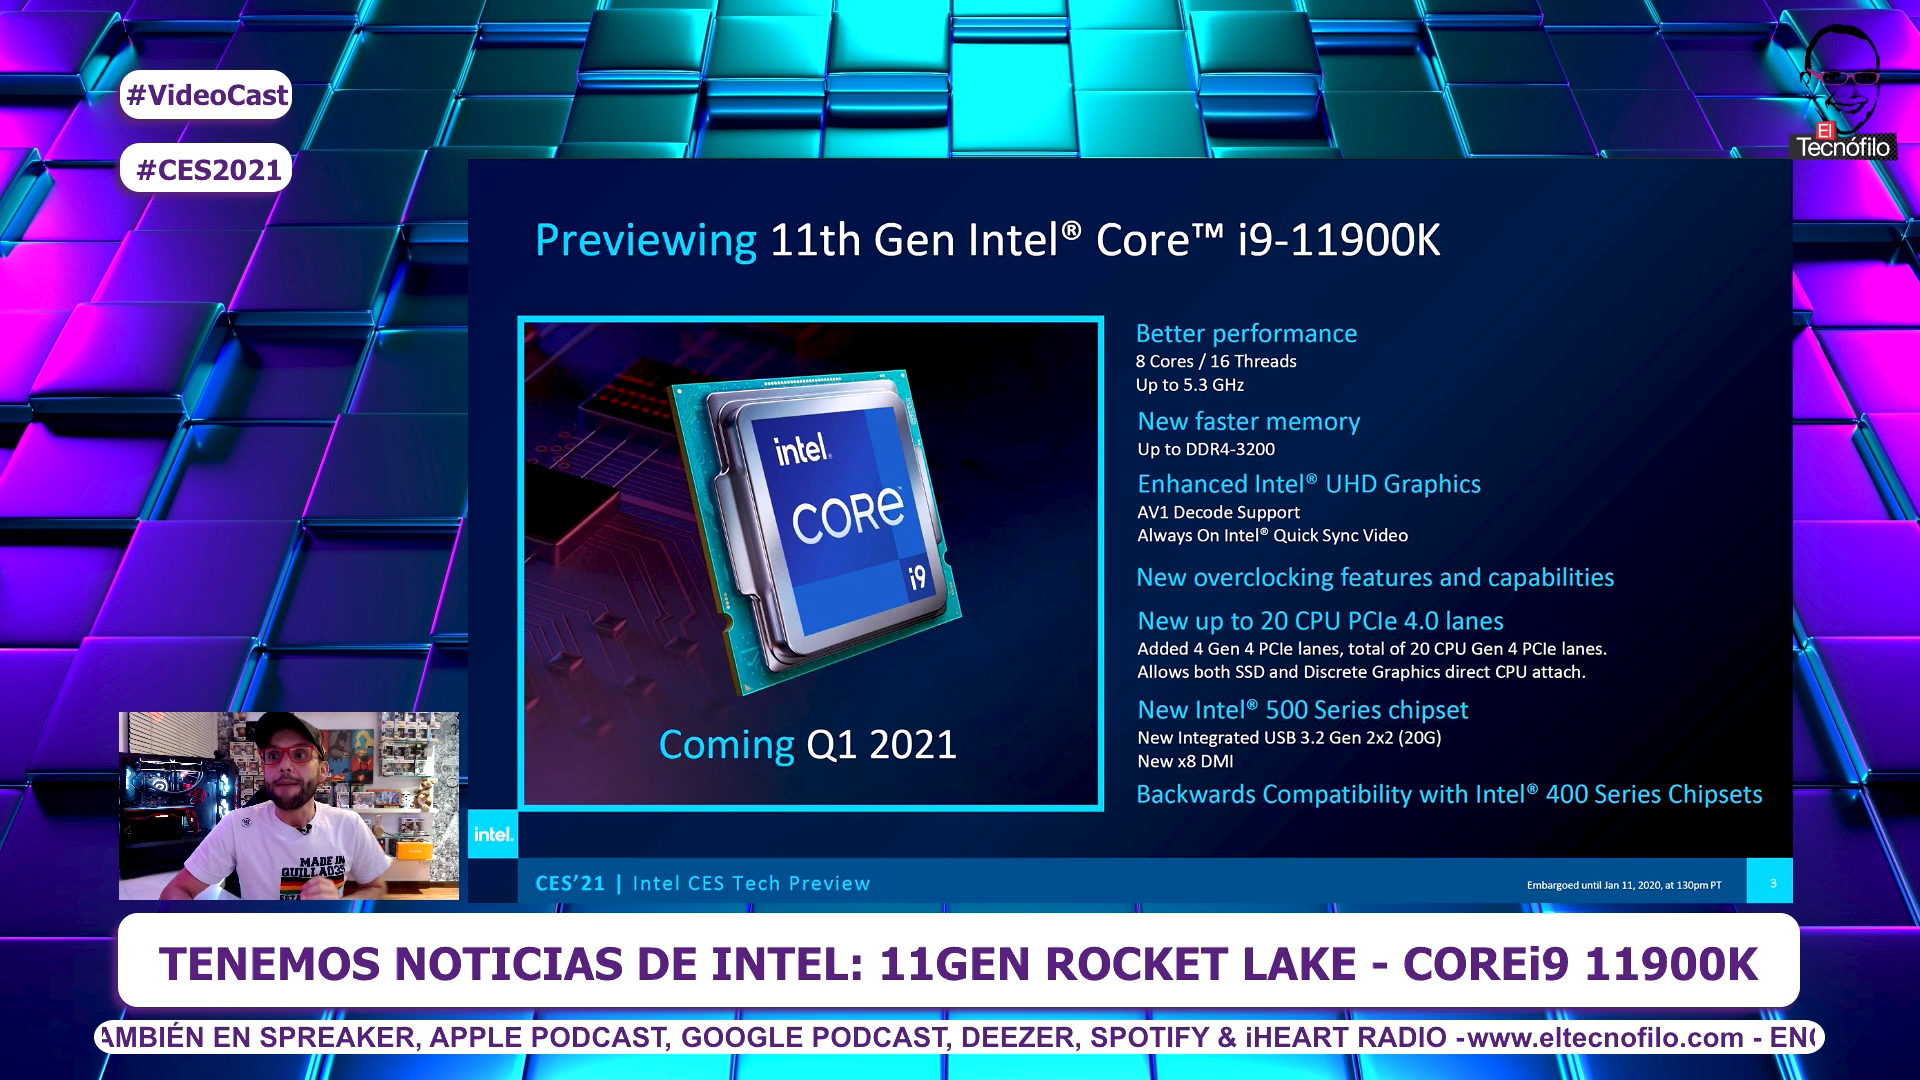 #VideoCast
#CES2021
El
Tecnófilo
Previewing 11th Gen Intel® Core™ i9-11900K
intel.
CORe™
i9
Coming Q1 2021
Better performance
8 Cores / 16 Threads
Up to 5.3 GHz
New faster memory
Up to DDR4-3200
Enhanced Intel® UHD Graphics
AV1 Decode Support
Always On Intel® Quick Sync Video
New overclocking features and capabilities
New up to 20 CPU PCIe 4.0 lanes
Added 4 Gen 4 PCIe lanes, total of 20 CPU Gen 4 PCIe lanes.
Allows both SSD and Discrete Graphics direct CPU attach.
New Intel® 500 Series chipset
New Integrated USB 3.2 Gen 2x2 (20G)
New x8 DMI
Backwards Compatibility with Intel® 400 Series Chipsets
MADE IN
intel.
CES'21 | Intel CES Tech Preview
Embargoed until Jan 11, 2020, at 130pm PT
3
TENEMOS NOTICIAS DE INTEL: 11GEN ROCKET LAKE - COREi9 11900K
AMBIÉN EN SPREAKER, APPLE PODCAST, GOOGLE PODCAST, DEEZER, SPOTIFY & iHEART RADIO -www.eltecnofilo.com - EN